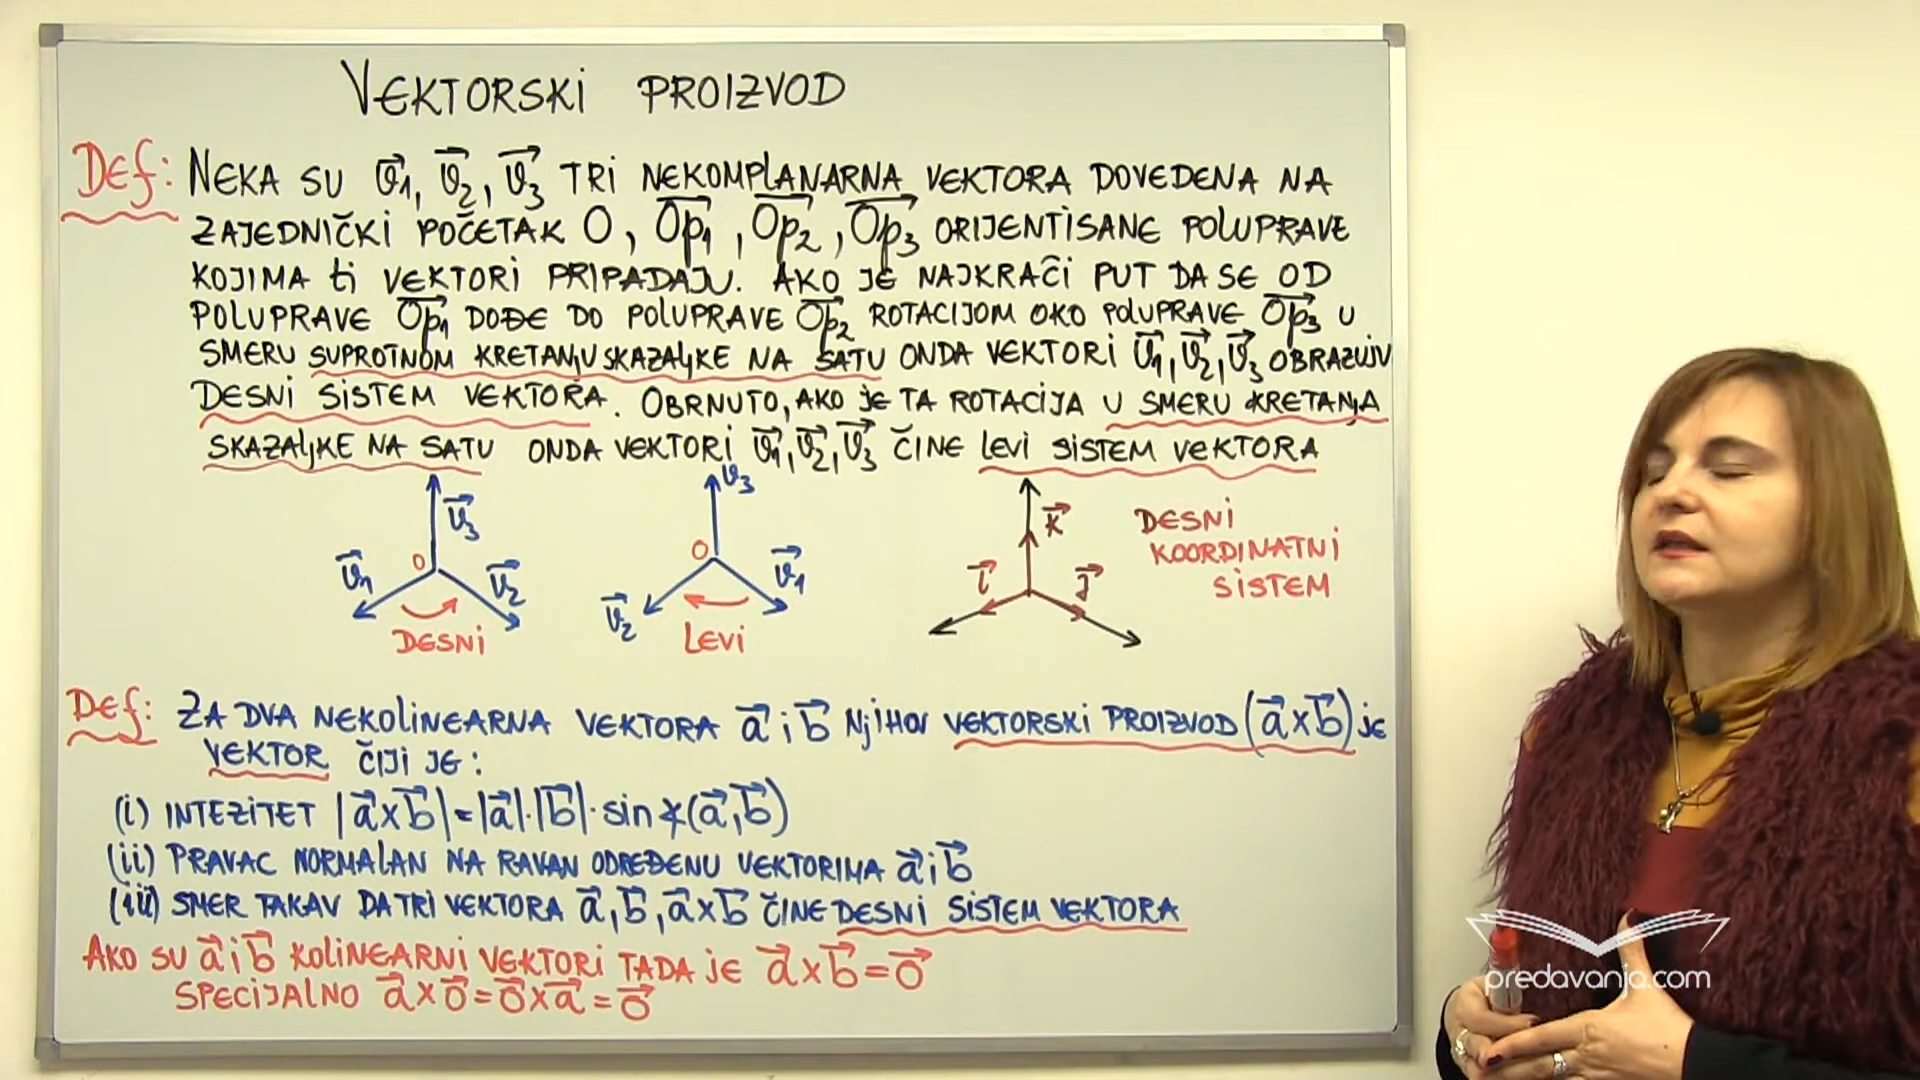 VEKTORSKI PROIZVOD
Def: NEKA SU v⃗1, v⃗2, v⃗3 TRI NEKOMPLANARNA VEKTORA DOVEDENA NA
ZAJEDNIČKI POČETAK O, Op⃗1, Op⃗2, Op⃗3 ORIJENTISANE POLUPRAVE
KOJIMA ti VEKTORI PRIPADAJU. AKO JE NAJKRAĆI PUT DA SE OD
POLUPRAVE Op⃗1 DOĐE DO POLUPRAVE Op⃗2 ROTACIJOM OKO POLUPRAVE Op⃗3 U
SMERU SUPROTNOM KRETANJU SKAZALJKE NA SATU ONDA VEKTORI v⃗1, v⃗2, v⃗3 OBRAZUJU
DESNI SISTEM VEKTORA. OBRNUTO, AKO JE TA ROTACIJA U SMERU KRETANJA
SKAZALJKE NA SATU ONDA VEKTORI v⃗1, v⃗2, v⃗3 ČINE LEVI SISTEM VEKTORA
v⃗1 O v⃗3 v⃗2
DESNI
v⃗2 O v3 v⃗1
LEVI
i⃗ k⃗ j⃗
DESNI
KOORDINATNI
SISTEM
Def: ZA DVA NEKOLINEARNA VEKTORA a⃗ i b⃗ NJIHOV VEKTORSKI PROIZVOD (a⃗×b⃗) je
VEKTOR ČIJI JE:
(i) INTEZITET |a⃗×b⃗|=|a⃗|·|b⃗|·sin∢(a⃗,b⃗)
(ii) PRAVAC NORMALAN NA RAVAN ODREĐENU VEKTORIMA a⃗ i b⃗
(iii) SMER TAKAV DA TRI VEKTORA a⃗, b⃗, a⃗×b⃗ ČINE DESNI SISTEM VEKTORA
AKO SU a⃗ i b⃗ KOLINEARNI VEKTORI TADA JE a⃗×b⃗=0⃗
SPECIJALNO a⃗×0⃗=0⃗×a⃗=0⃗
predavanja.com